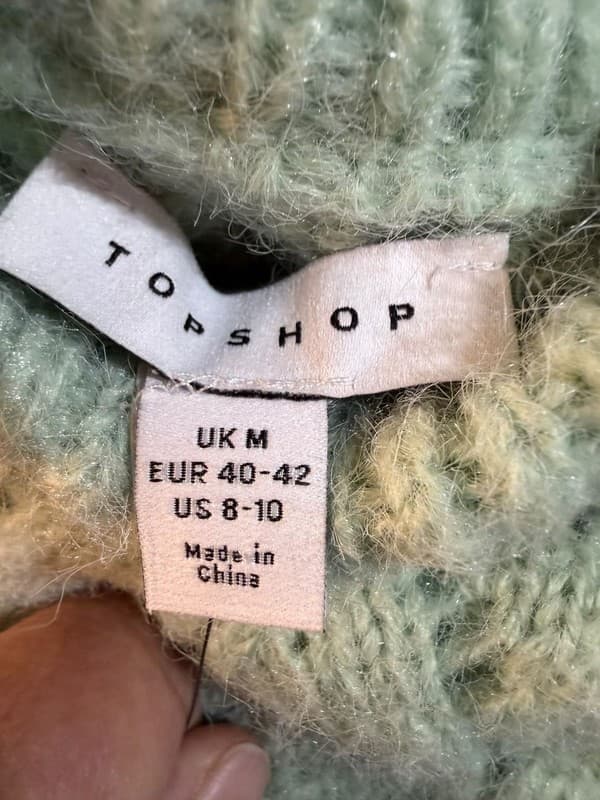 TOPSHOP
UK M
EUR 40-42
US 8-10
Made in
China